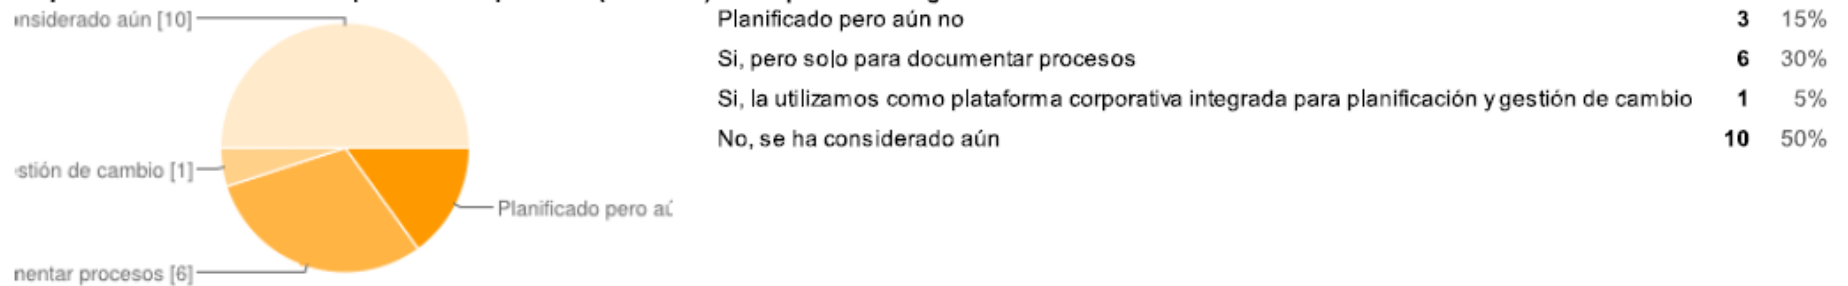 nsiderado aún [10]
stión de cambio [1]
Planificado pero aú
nentar procesos [6]
Planificado pero aún no 3 15%
Si, pero solo para documentar procesos 6 30%
Si, la utilizamos como plataforma corporativa integrada para planificación y gestión de cambio 1 5%
No, se ha considerado aún 10 50%